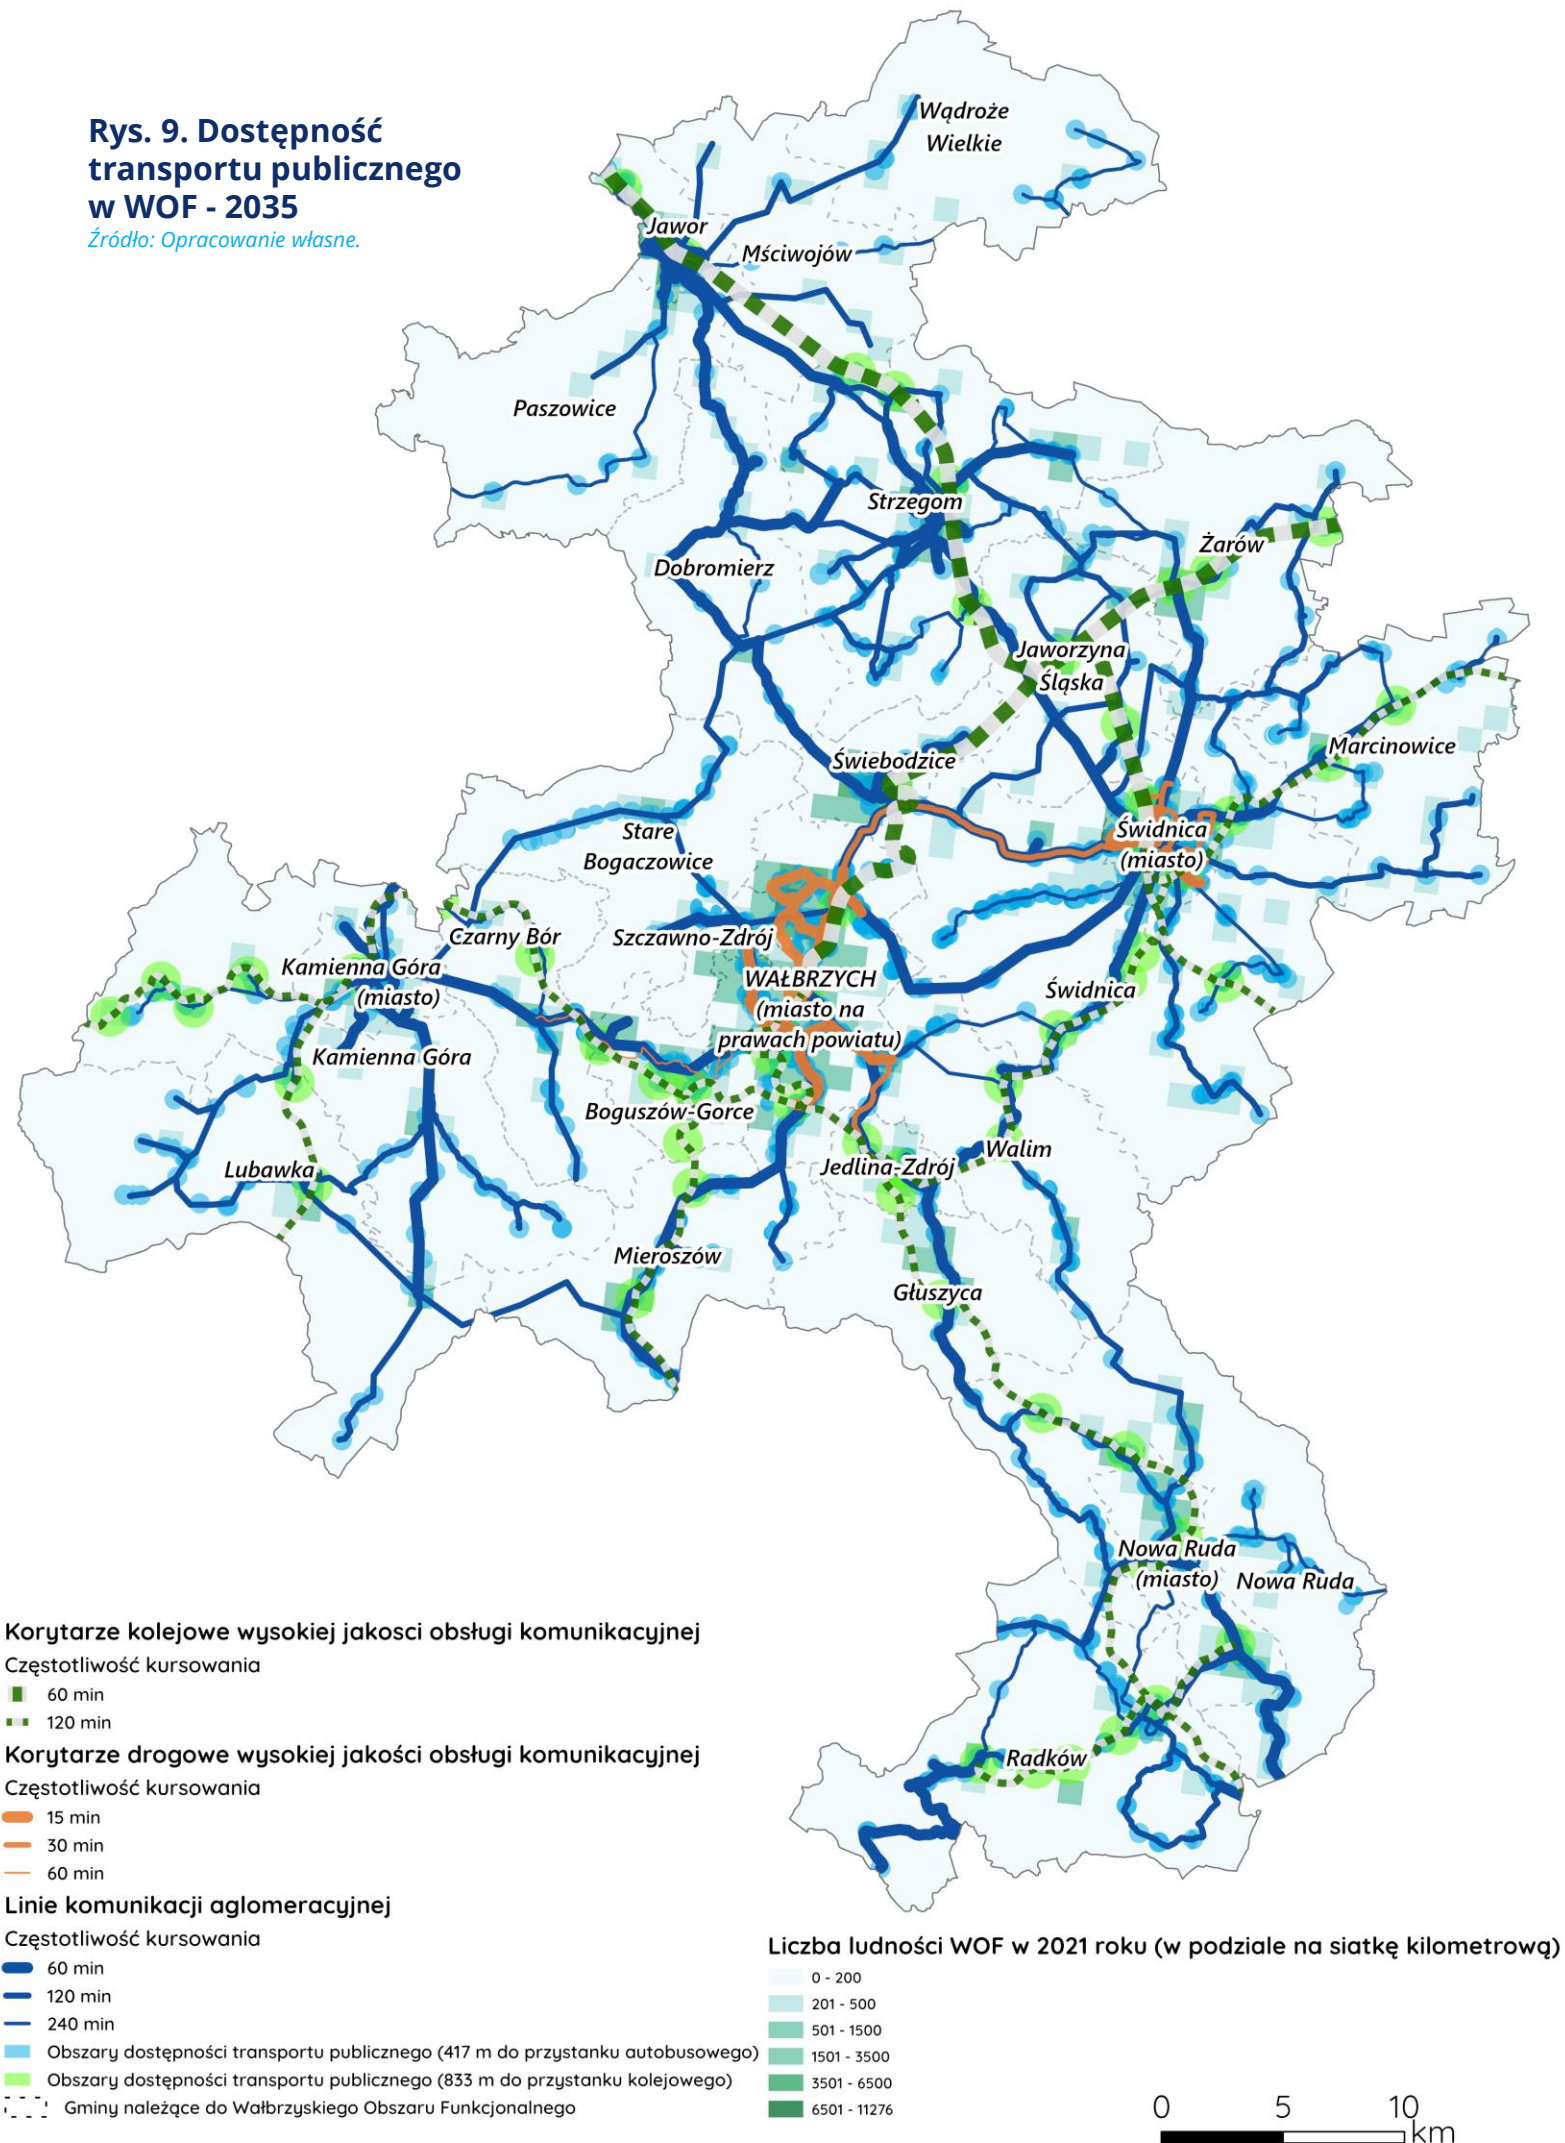 Rys. 9. Dostępność
transportu publicznego
w WOF - 2035
Źródło: Opracowanie własne.
Wądroże
Wielkie
Jawor
Mściwojów
Paszowice
Strzegom
Żarów
Dobromierz
Jaworzyna
Śląska
Marcinowice
Świebodzice
Stare
Bogaczowice
Świdnica
(miasto)
Czarny Bór
Szczawno-Zdrój
Kamienna Góra
(miasto)
WAŁBRZYCH
(miasto na
prawach powiatu)
Świdnica
Kamienna Góra
Boguszów-Gorce
Walim
Lubawka
Jedlina-Zdrój
Mieroszów
Głuszyca
Nowa Ruda
(miasto)
Nowa Ruda
Radków
Korytarze kolejowe wysokiej jakosci obsługi komunikacyjnej
Częstotliwość kursowania
60 min
120 min
Korytarze drogowe wysokiej jakości obsługi komunikacyjnej
Częstotliwość kursowania
15 min
30 min
60 min
Linie komunikacji aglomeracyjnej
Częstotliwość kursowania
60 min
120 min
240 min
Obszary dostępności transportu publicznego (417 m do przystanku autobusowego)
Obszary dostępności transportu publicznego (833 m do przystanku kolejowego)
Gminy należące do Wałbrzyskiego Obszaru Funkcjonalnego
Liczba ludności WOF w 2021 roku (w podziale na siatkę kilometrową)
0 - 200
201 - 500
501 - 1500
1501 - 3500
3501 - 6500
6501 - 11276
0 5 10
km